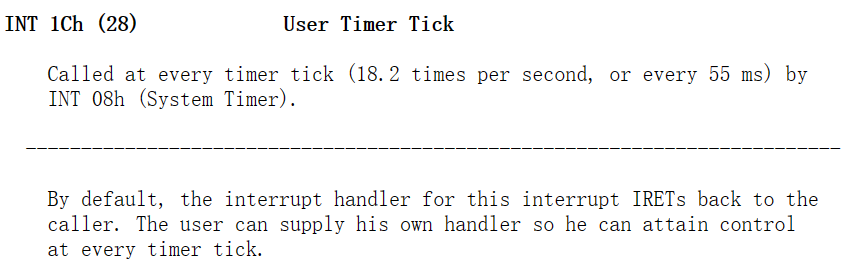 INT 1Ch (28) User Timer Tick
Called at every timer tick (18.2 times per second, or every 55 ms) by
INT 08h (System Timer).
By default, the interrupt handler for this interrupt IRETs back to the
caller. The user can supply his own handler so he can attain control
at every timer tick.